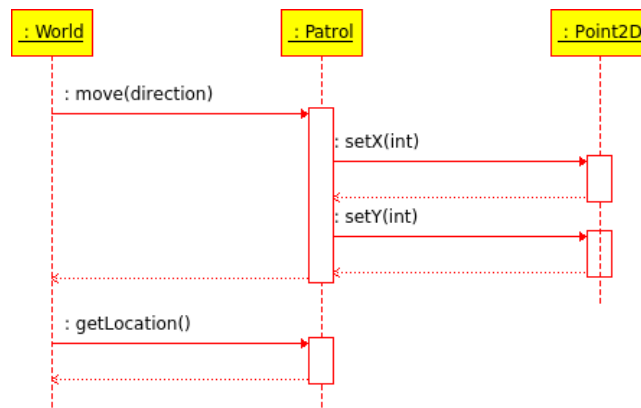 : World
: Patrol
: Point2D
: move(direction)
: setX(int)
: setY(int)
: getLocation()